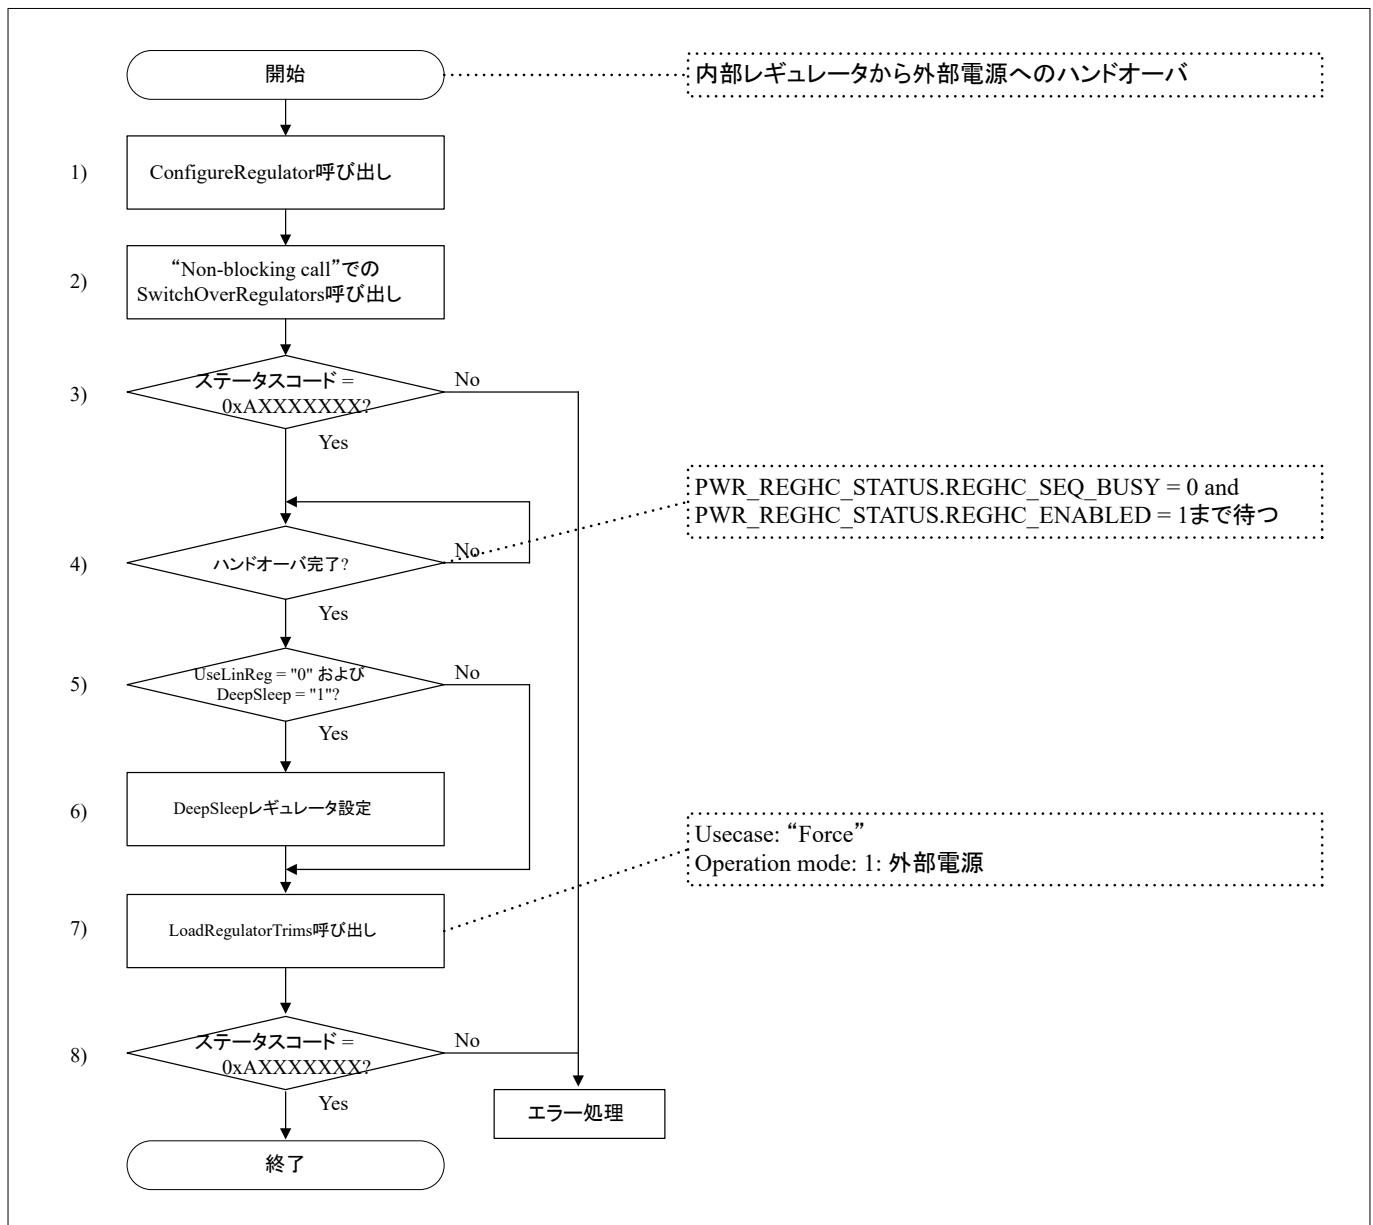 開始
内部レギュレータから外部電源へのハンドオーバ
1)
ConfigureRegulator呼び出し
2)
“Non-blocking call”での
SwitchOverRegulators呼び出し
3)
ステータスコード =
0xAXXXXXXX?
No
Yes
PWR_REGHC_STATUS.REGHC_SEQ_BUSY = 0 and
PWR_REGHC_STATUS.REGHC_ENABLED = 1まで待つ
4)
ハンドオーバ完了?
No
Yes
5)
UseLinReg = "0" および
DeepSleep = "1"?
No
Yes
6)
DeepSleepレギュレータ設定
Usecase: “Force”
Operation mode: 1: 外部電源
7)
LoadRegulatorTrims呼び出し
8)
ステータスコード =
0xAXXXXXXX?
No
Yes
エラー処理
終了